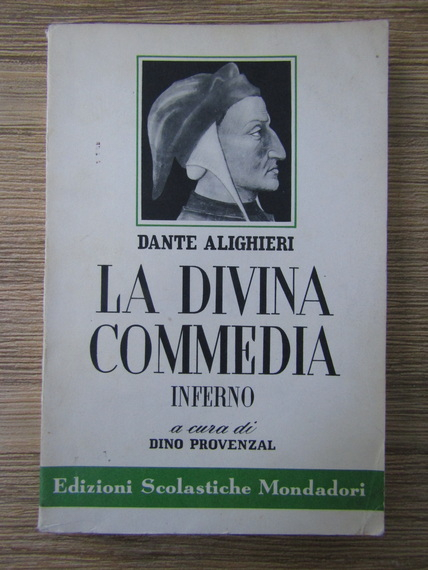 DANTE ALIGHIERI
LA DIVINA
COMMEDIA
INFERNO
a cura di
DINO PROVENZAL
Edizioni Scolastiche Mondadori